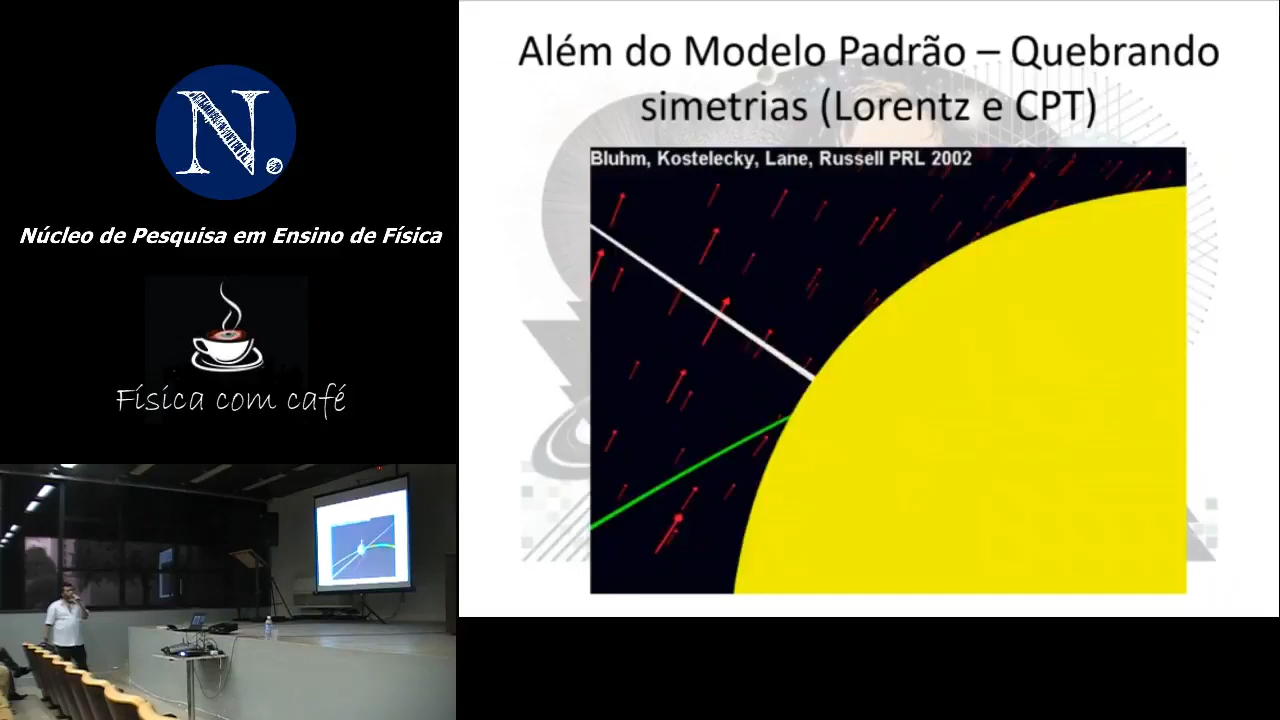 N.
Núcleo de Pesquisa em Ensino de Física
Física com café
Além do Modelo Padrão – Quebrando
simetrias (Lorentz e CPT)
Bluhm, Kostelecky, Lane, Russell PRL 2002